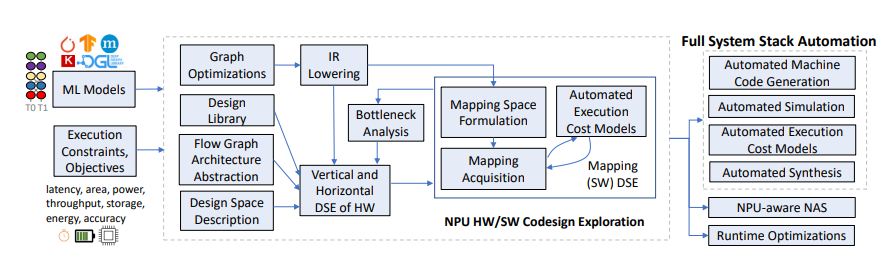 Full System Stack Automation
T0 T1
K
DGL
m
ML Models
Execution
Constraints,
Objectives
latency, area, power,
throughput, storage,
energy, accuracy
Graph
Optimizations
IR
Lowering
Design
Library
Flow Graph
Architecture
Abstraction
Design Space
Description
Bottleneck
Analysis
Vertical and
Horizontal
DSE of HW
Mapping Space
Formulation
Automated
Execution
Cost Models
Mapping
Acquisition
Mapping
(SW) DSE
NPU HW/SW Codesign Exploration
Automated Machine
Code Generation
Automated Simulation
Automated Execution
Cost Models
Automated Synthesis
NPU-aware NAS
Runtime Optimizations